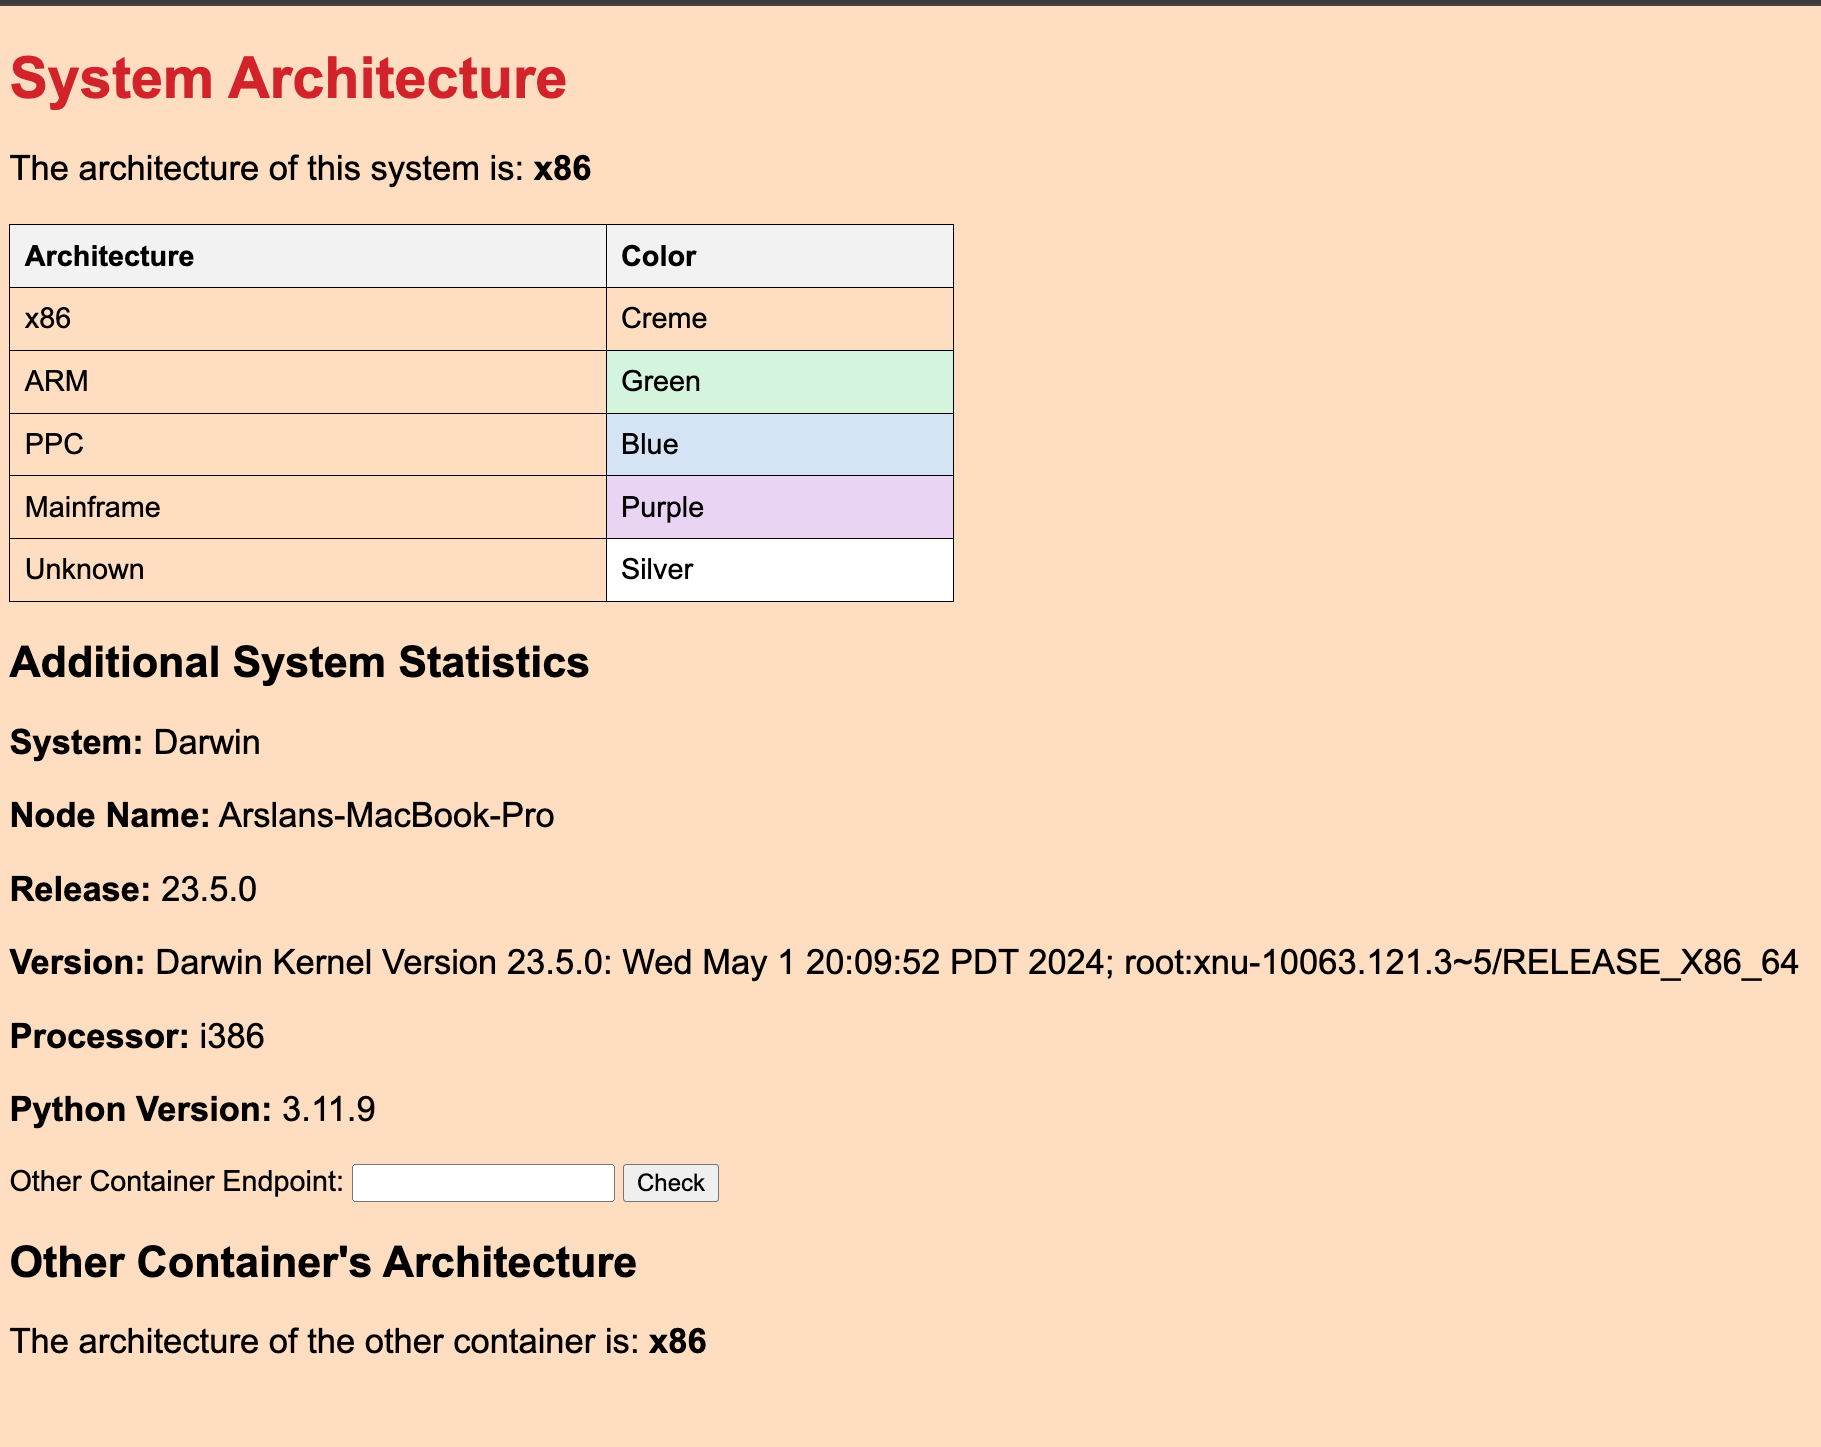 System Architecture
The architecture of this system is: x86
Architecture Color
x86 Creme
ARM Green
PPC Blue
Mainframe Purple
Unknown Silver
Additional System Statistics
System: Darwin
Node Name: Arslans-MacBook-Pro
Release: 23.5.0
Version: Darwin Kernel Version 23.5.0: Wed May 1 20:09:52 PDT 2024; root:xnu-10063.121.3~5/RELEASE_X86_64
Processor: i386
Python Version: 3.11.9
Other Container Endpoint: Check
Other Container's Architecture
The architecture of the other container is: x86